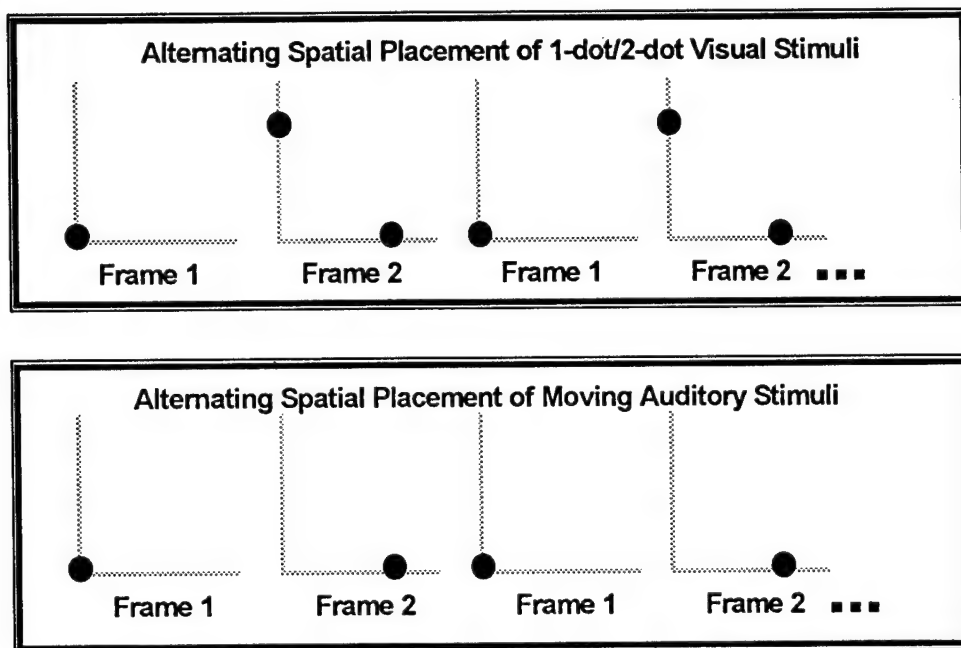 Alternating Spatial Placement of 1-dot/2-dot Visual Stimuli
Frame 1 Frame 2 Frame 1 Frame 2 ...
Alternating Spatial Placement of Moving Auditory Stimuli
Frame 1 Frame 2 Frame 1 Frame 2 ...